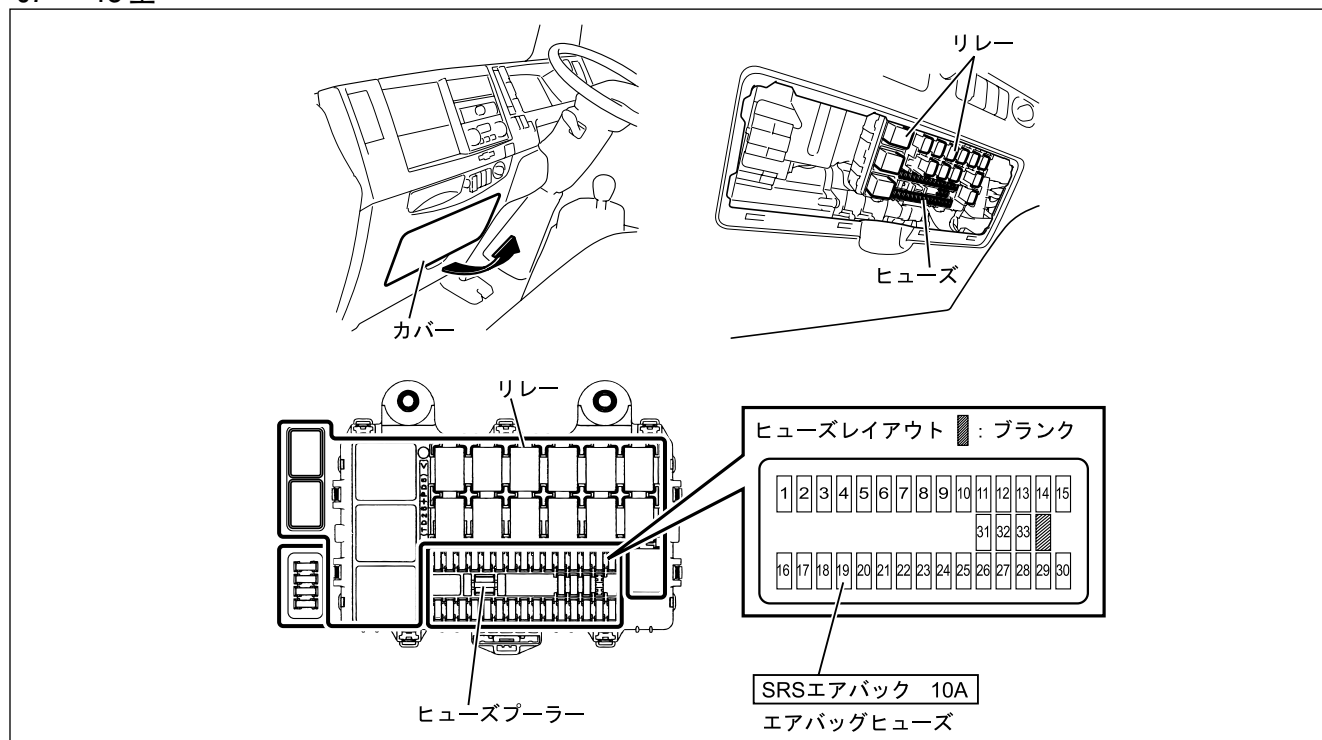 リレー
ヒューズ
カバー
リレー
ヒューズレイアウト : ブランク
1 2 3 4 5 6 7 8 9 10 11 12 13 14 15
31 32 33
16 17 18 19 20 21 22 23 24 25 26 27 28 29 30
ヒューズプーラー
SRSエアバック 10A
エアバッグヒューズ